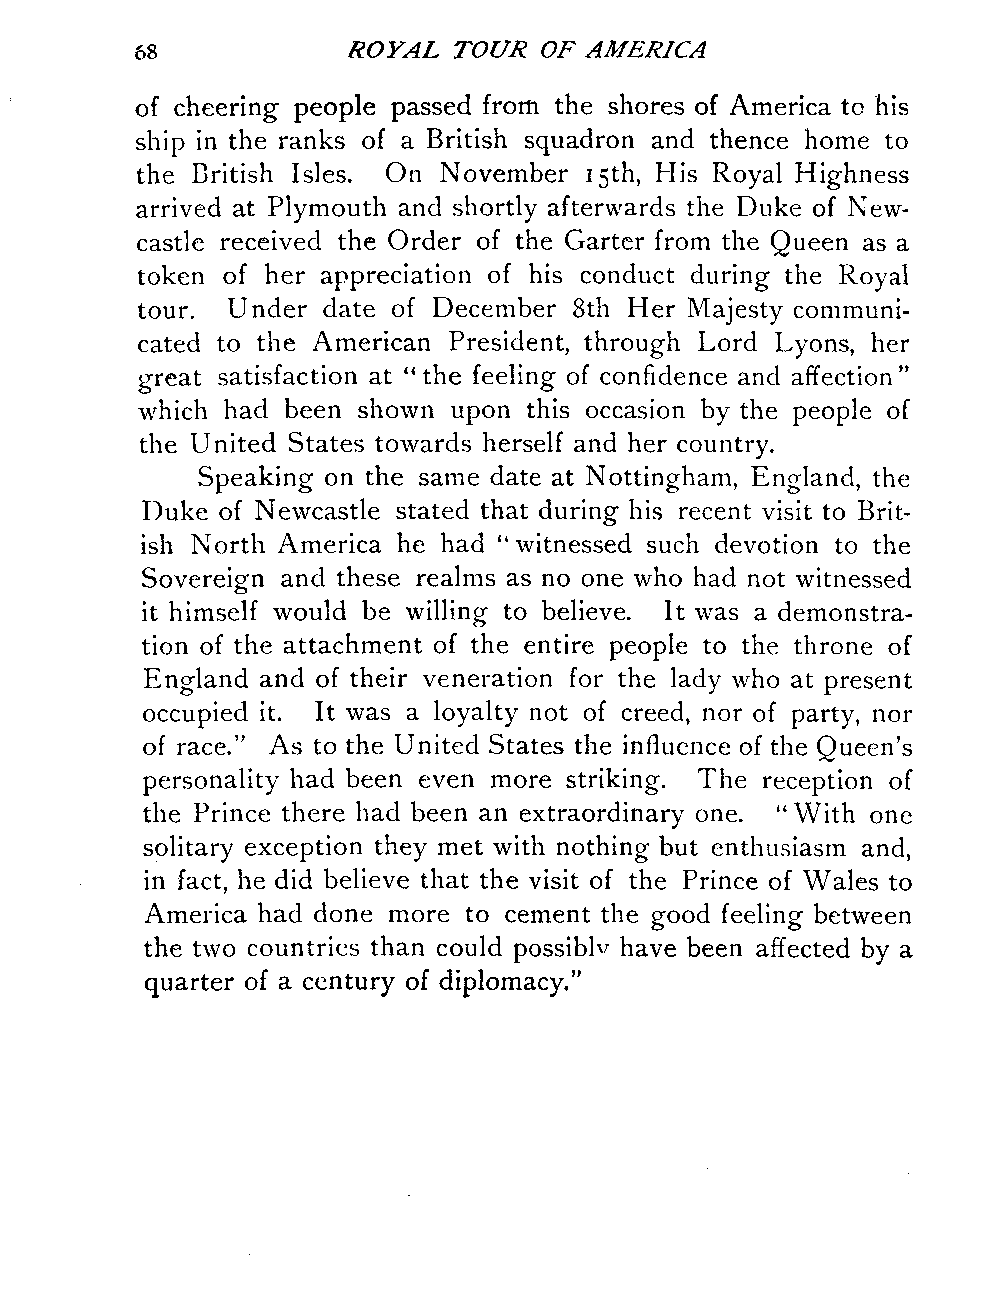 68 ROYAL TOUR OF AMERICA
of cheering people passed from the shores of America to his
ship in the ranks of a British squadron and thence home to
the British Isles. On November 15th, His Royal Highness
arrived at Plymouth and shortly afterwards the Duke of New-
castle received the Order of the Garter from the Queen as a
token of her appreciation of his conduct during the Royal
tour. Under date of December 8th Her Majesty communi-
cated to the American President, through Lord Lyons, her
great satisfaction at “the feeling of confidence and affection”
which had been shown upon this occasion by the people of
the United States towards herself and her country.
Speaking on the same date at Nottingham, England, the
Duke of Newcastle stated that during his recent visit to Brit-
ish North America he had “witnessed such devotion to the
Sovereign and these realms as no one who had not witnessed
it himself would be willing to believe. It was a demonstra-
tion of the attachment of the entire people to the throne of
England and of their veneration for the lady who at present
occupied it. It was a loyalty not of creed, nor of party, nor
of race.” As to the United States the influence of the Queen's
personality had been even more striking. The reception of
the Prince there had been an extraordinary one. “With one
solitary exception they met with nothing but enthusiasm and,
in fact, he did believe that the visit of the Prince of Wales to
America had done more to cement the good feeling between
the two countries than could possibly have been affected by a
quarter of a century of diplomacy.”